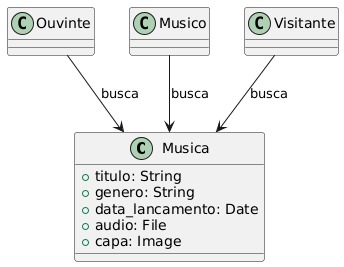 C Ouvinte
C Musico
C Visitante
busca
busca
busca
C Musica
titulo: String
genero: String
data_lancamento: Date
audio: File
capa: Image